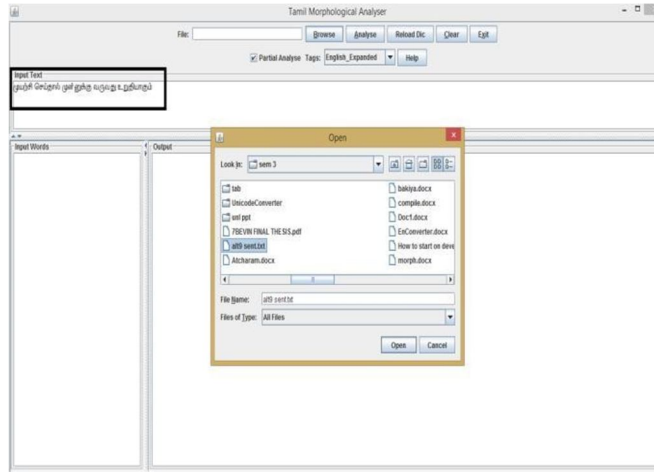 Tamil Morphological Analyser
File: Browse Analyse Reload Dic Clear Exit
Partial Analyse Tags: English_Expanded Help
Input Text
முயற்சி செய்தால் முன்னுக்கு வருவது உறுதியாகும்
Input Words Output
Open
Look In: sem 3
tab bakiya.docx
UnicodeConverter compile.docx
unl ppt Doc1.docx
7BEVIN FINAL THESIS.pdf EnConverter.docx
alt9 sent.txt How to start on deve
Atcharam.docx morph.docx
File Name: alt9 sent.txt
Files of Type: All Files
Open Cancel